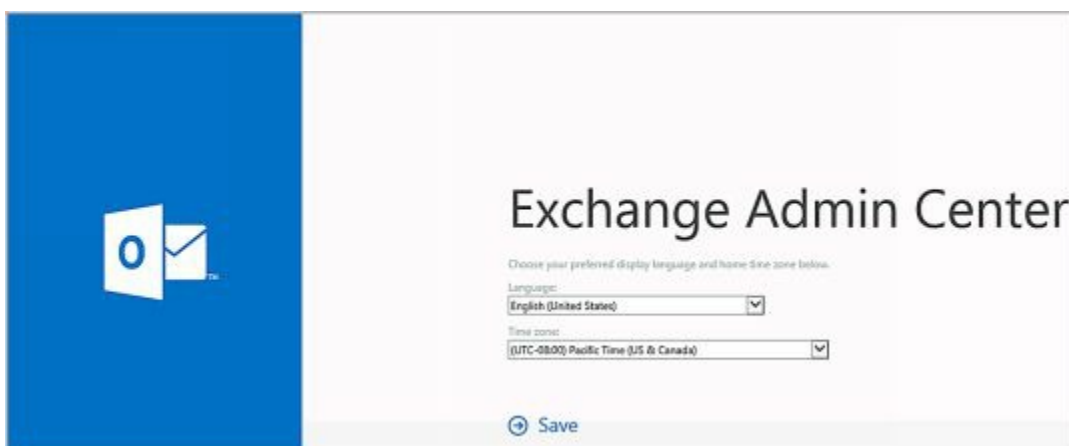 Exchange Admin Center
Choose your preferred display language and home time zone below.
Language:
English (United States)
Time zone:
(UTC-08:00) Pacific Time (US & Canada)
Save
O
TM